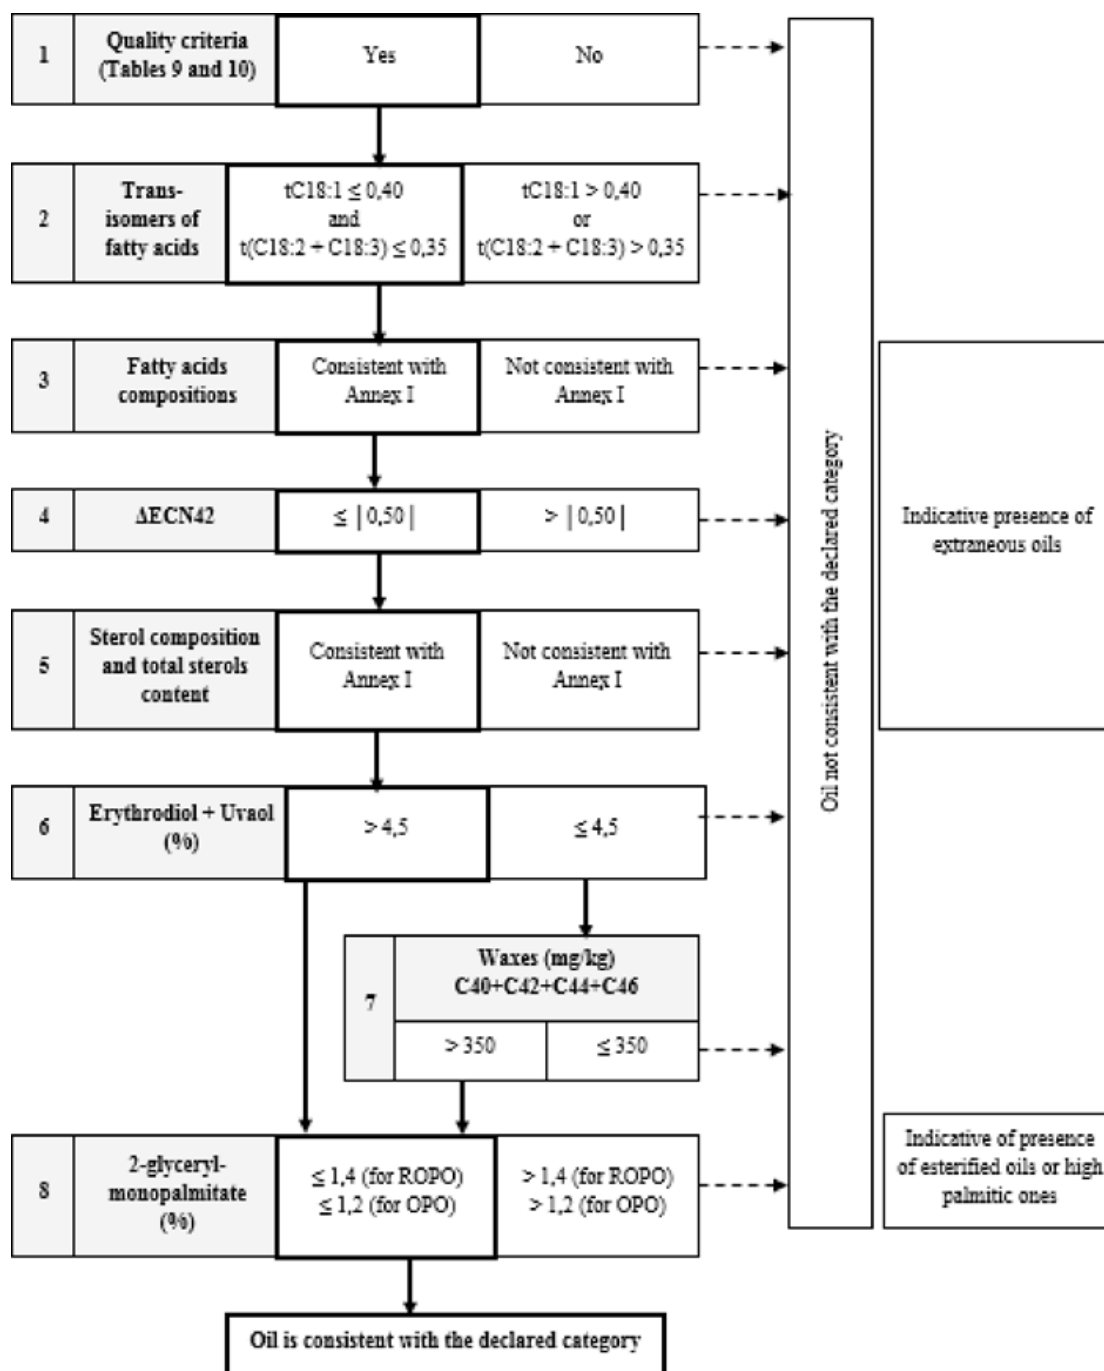 1
Quality criteria
(Tables 9 and 10)
Yes
No
2
Trans-
isomers of
fatty acids
tC18:1 ≤ 0,40
and
t(C18:2 + C18:3) ≤ 0,35
tC18:1 > 0,40
or
t(C18:2 + C18:3) > 0,35
3
Fatty acids
compositions
Consistent with
Annex I
Not consistent with
Annex I
4
ΔECN42
≤ | 0,50 |
> | 0,50 |
5
Sterol composition
and total sterols
content
Consistent with
Annex I
Not consistent with
Annex I
6
Erythrodiol + Uvaol
(%)
> 4,5
≤ 4,5
7
Waxes (mg/kg)
C40+C42+C44+C46
> 350
≤ 350
8
2-glyceryl-
monopalmitate
(%)
≤ 1,4 (for ROPO)
≤ 1,2 (for OPO)
> 1,4 (for ROPO)
> 1,2 (for OPO)
Oil is consistent with the declared category
Oil not consistent with the declared category
Indicative presence of
extraneous oils
Indicative of presence
of esterified oils or high
palmitic ones